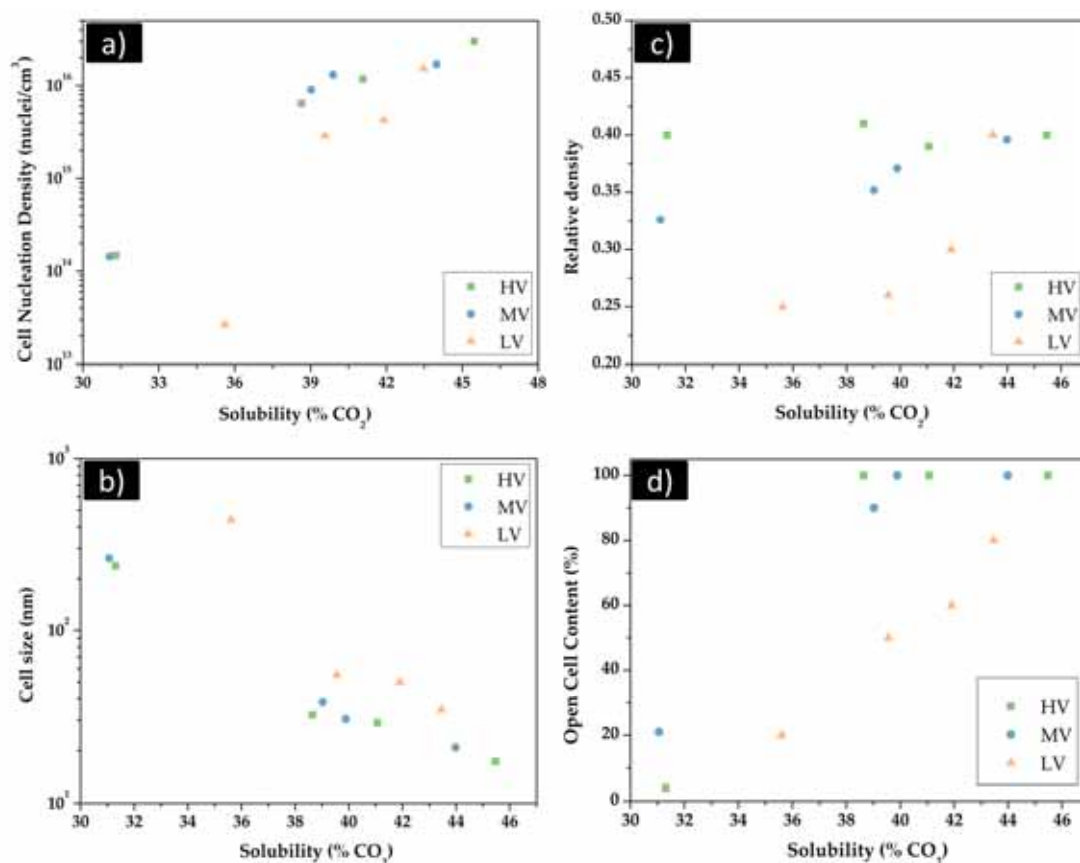 a)
Cell Nucleation Density (nuclei/cm³)
10¹⁶
10¹⁵
10¹⁴
10¹³
30 33 36 39 42 45 48
Solubility (% CO₂)
HV
MV
LV
c)
Relative density
0.50
0.45
0.40
0.35
0.30
0.25
0.20
30 32 34 36 38 40 42 44 46
Solubility (% CO₂)
HV
MV
LV
b)
Cell size (nm)
10³
10²
10¹
30 32 34 36 38 40 42 44 46
Solubility (% CO₂)
HV
MV
LV
d)
Open Cell Content (%)
100
80
60
40
20
0
30 32 34 36 38 40 42 44 46
Solubility (% CO₂)
HV
MV
LV